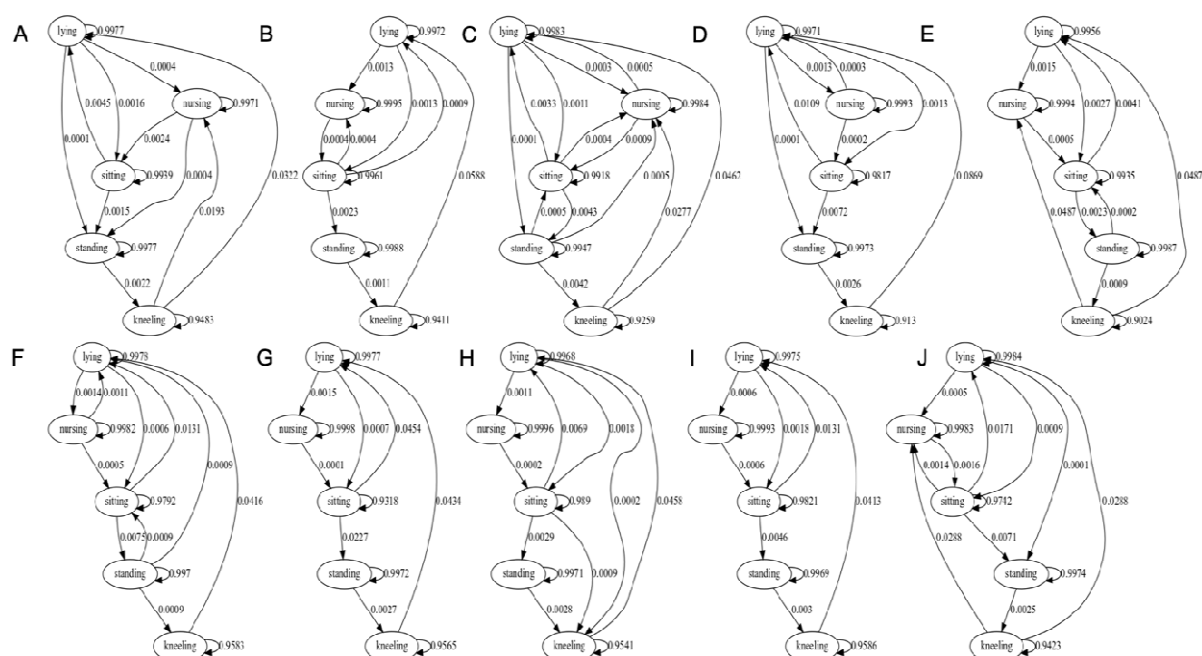 A
lying
0.9977
0.0004
nursing
0.9971
0.0045
0.0016
0.0001
0.0024
sitting
0.9939
0.0004
0.0322
0.0015
0.0193
standing
0.9977
0.0022
kneeling
0.9483
B
lying
0.9972
0.0013
nursing
0.9995
0.0013
0.0009
0.0004
0.0004
sitting
0.9961
0.0588
0.0023
standing
0.9988
0.0011
kneeling
0.9411
C
lying
0.9983
0.0003
0.0005
nursing
0.9984
0.0033
0.0011
0.0001
0.0004
0.0009
sitting
0.9918
0.0005
0.0467
0.0005
0.0043
0.0277
standing
0.9947
0.0042
kneeling
0.9259
D
lying
0.9971
0.0013
0.0003
nursing
0.9993
0.0013
0.0109
0.0001
0.0002
sitting
0.9817
0.0869
0.0072
standing
0.9973
0.0026
kneeling
0.913
E
lying
0.9956
0.0015
nursing
0.9994
0.0027
0.0041
0.0005
sitting
0.9935
0.0487
0.0487
0.0023
0.0002
standing
0.9987
0.0009
kneeling
0.9024
F
lying
0.9978
0.0014
0.0011
nursing
0.9982
0.0006
0.0131
0.0005
0.0009
sitting
0.9792
0.0416
0.0075
0.0009
standing
0.997
0.0009
kneeling
0.9583
G
lying
0.9977
0.0015
nursing
0.9998
0.0007
0.0454
0.0001
sitting
0.9318
0.0434
0.0227
standing
0.9972
0.0027
kneeling
0.9565
H
lying
0.9968
0.0011
nursing
0.9996
0.0069
0.0018
0.0002
sitting
0.989
0.0002
0.0458
0.0029
0.0009
standing
0.9971
0.0028
kneeling
0.9541
I
lying
0.9975
0.0006
nursing
0.9993
0.0018
0.0131
0.0006
sitting
0.9821
0.0413
0.0046
standing
0.9969
0.003
kneeling
0.9586
J
lying
0.9984
0.0005
nursing
0.9983
0.0171
0.0009
0.0014
0.0016
0.0001
sitting
0.9742
0.0288
0.0288
0.0071
standing
0.9974
0.0025
kneeling
0.9423